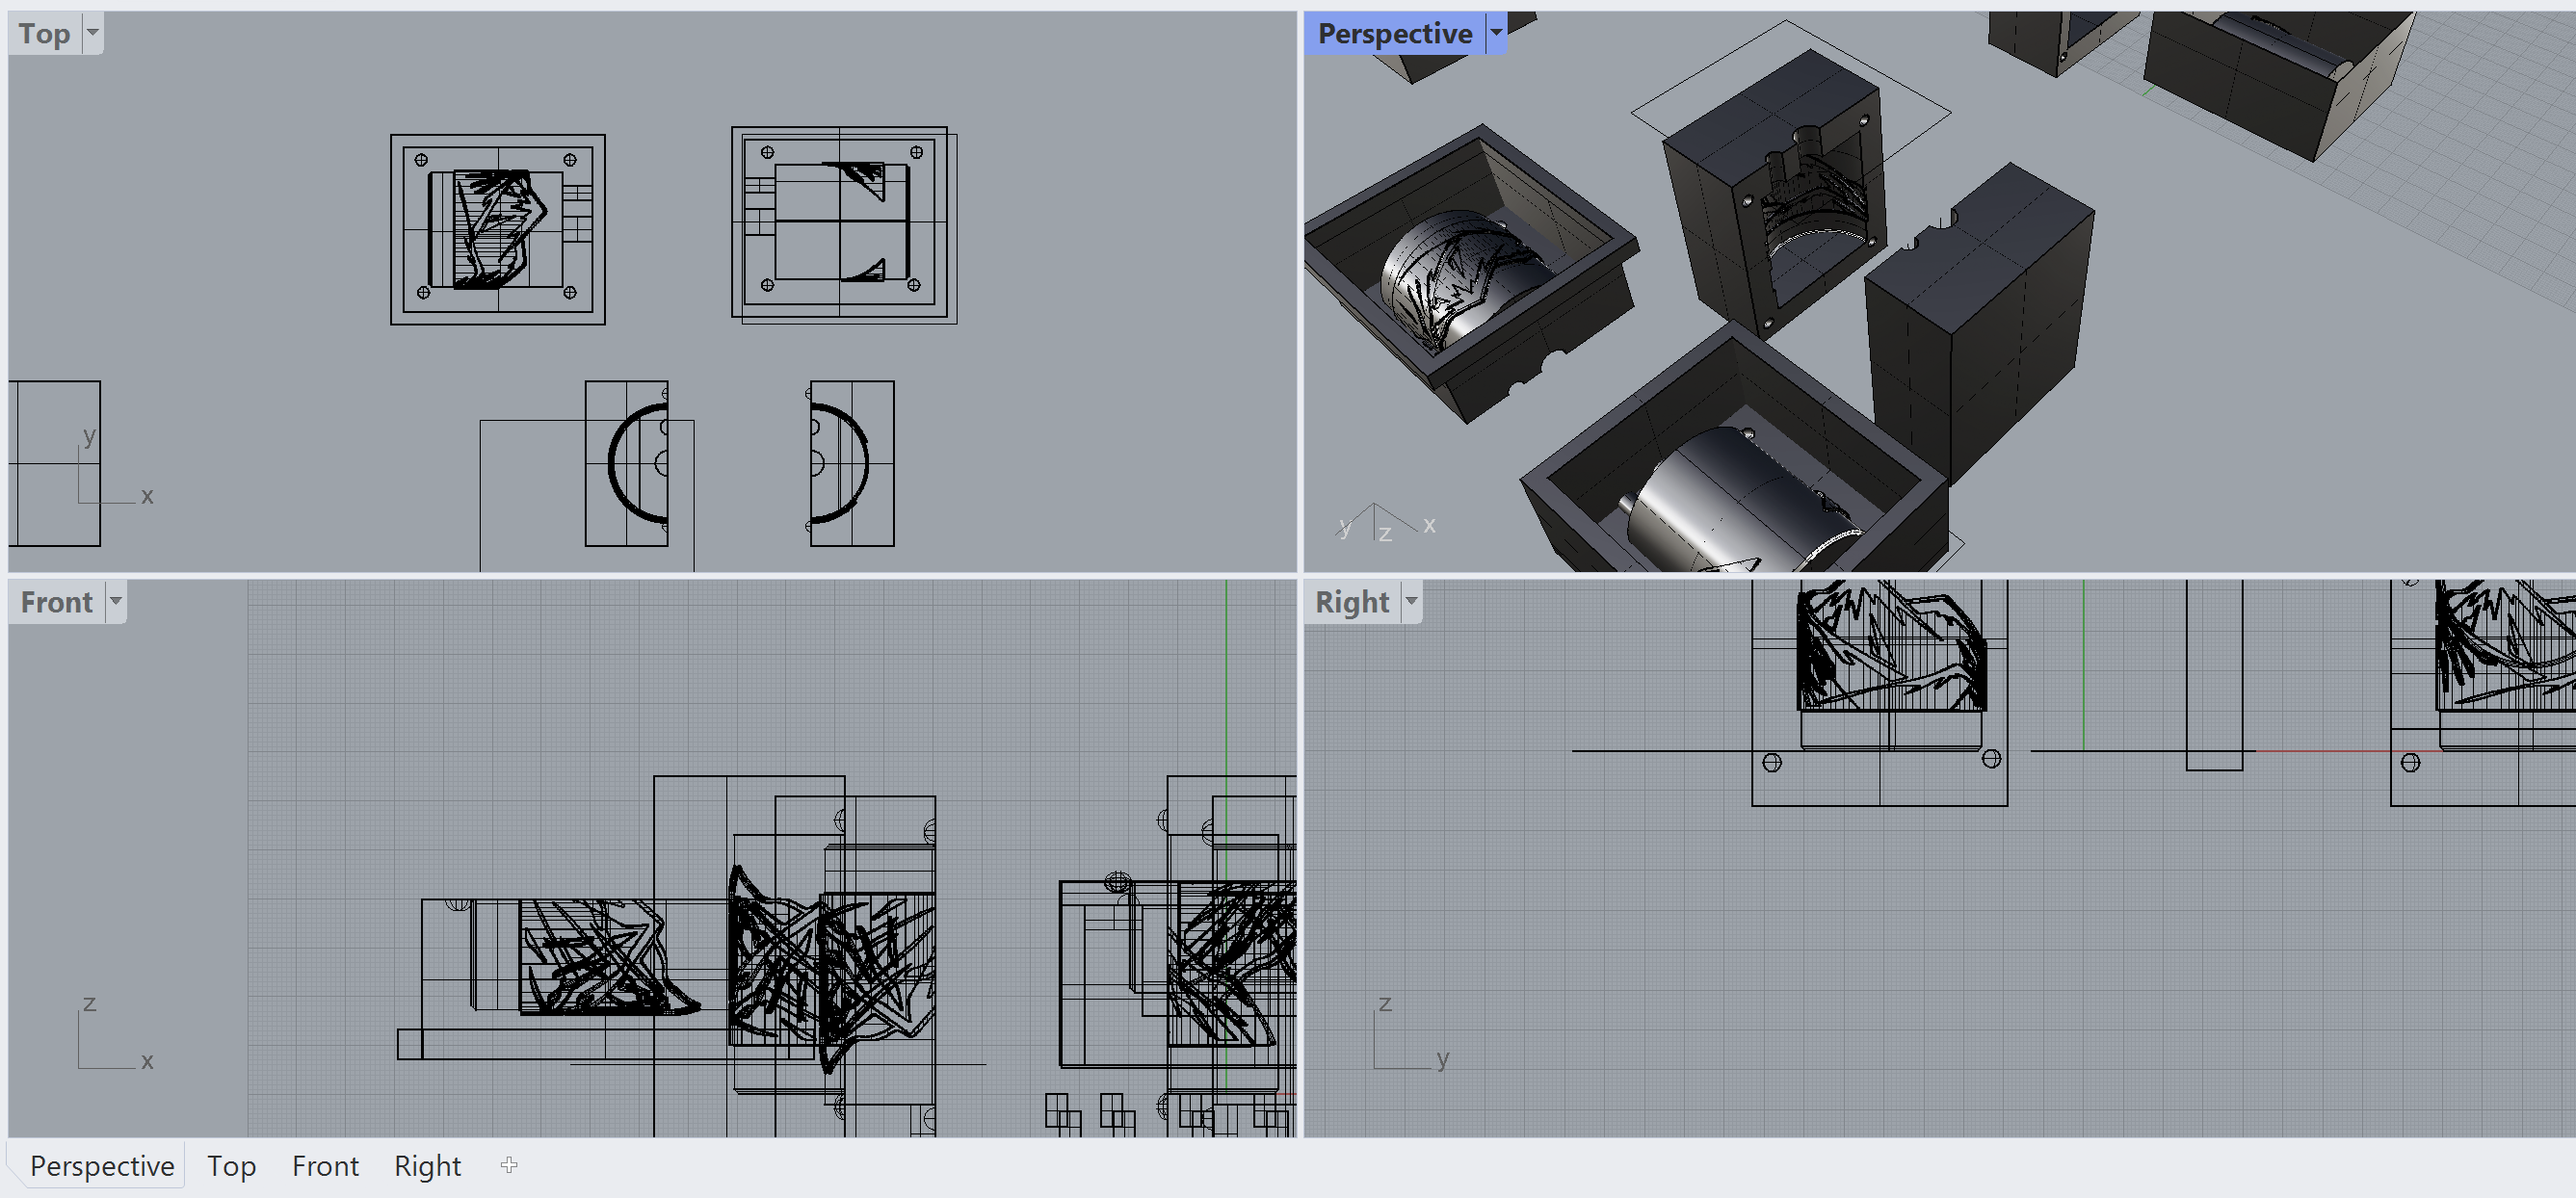 Top
Perspective
y
x
y z x
Front
Right
z
x
z
y
Perspective Top Front Right